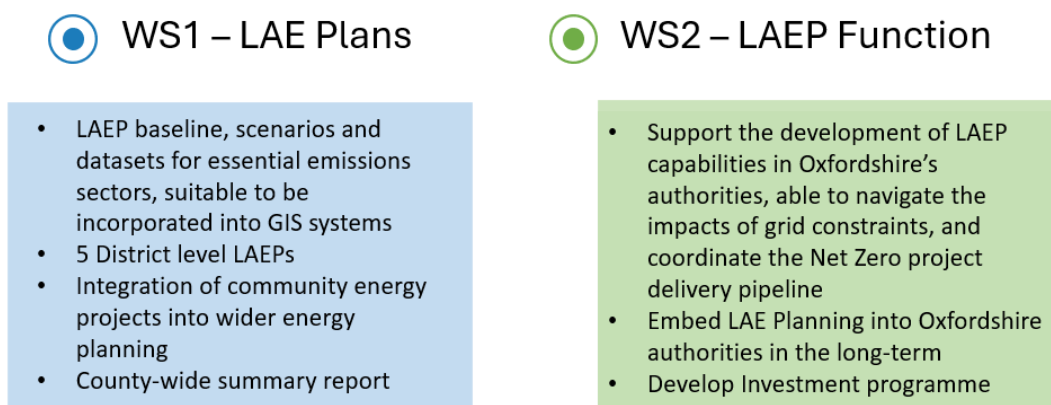 WS1 – LAE Plans
• LAEP baseline, scenarios and
datasets for essential emissions
sectors, suitable to be
incorporated into GIS systems
• 5 District level LAEPs
• Integration of community energy
projects into wider energy
planning
• County-wide summary report
WS2 – LAEP Function
• Support the development of LAEP
capabilities in Oxfordshire’s
authorities, able to navigate the
impacts of grid constraints, and
coordinate the Net Zero project
delivery pipeline
• Embed LAE Planning into Oxfordshire
authorities in the long-term
• Develop Investment programme